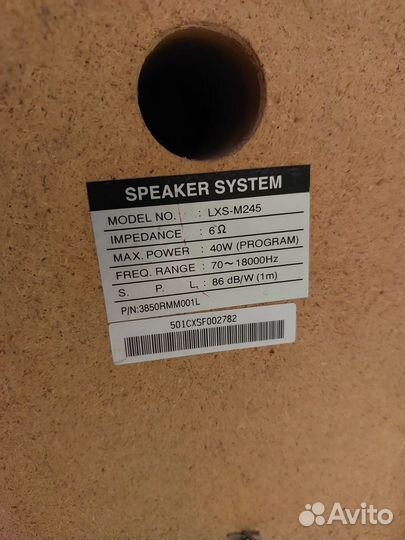 SPEAKER SYSTEM
MODEL NO. : LXS-M245
IMPEDANCE : 6Ω
MAX. POWER : 40W (PROGRAM)
FREQ. RANGE : 70~18000Hz
S. P. L. : 86 dB/W (1m)
P/N:3850RMM001L
501CXSF002782
Avito